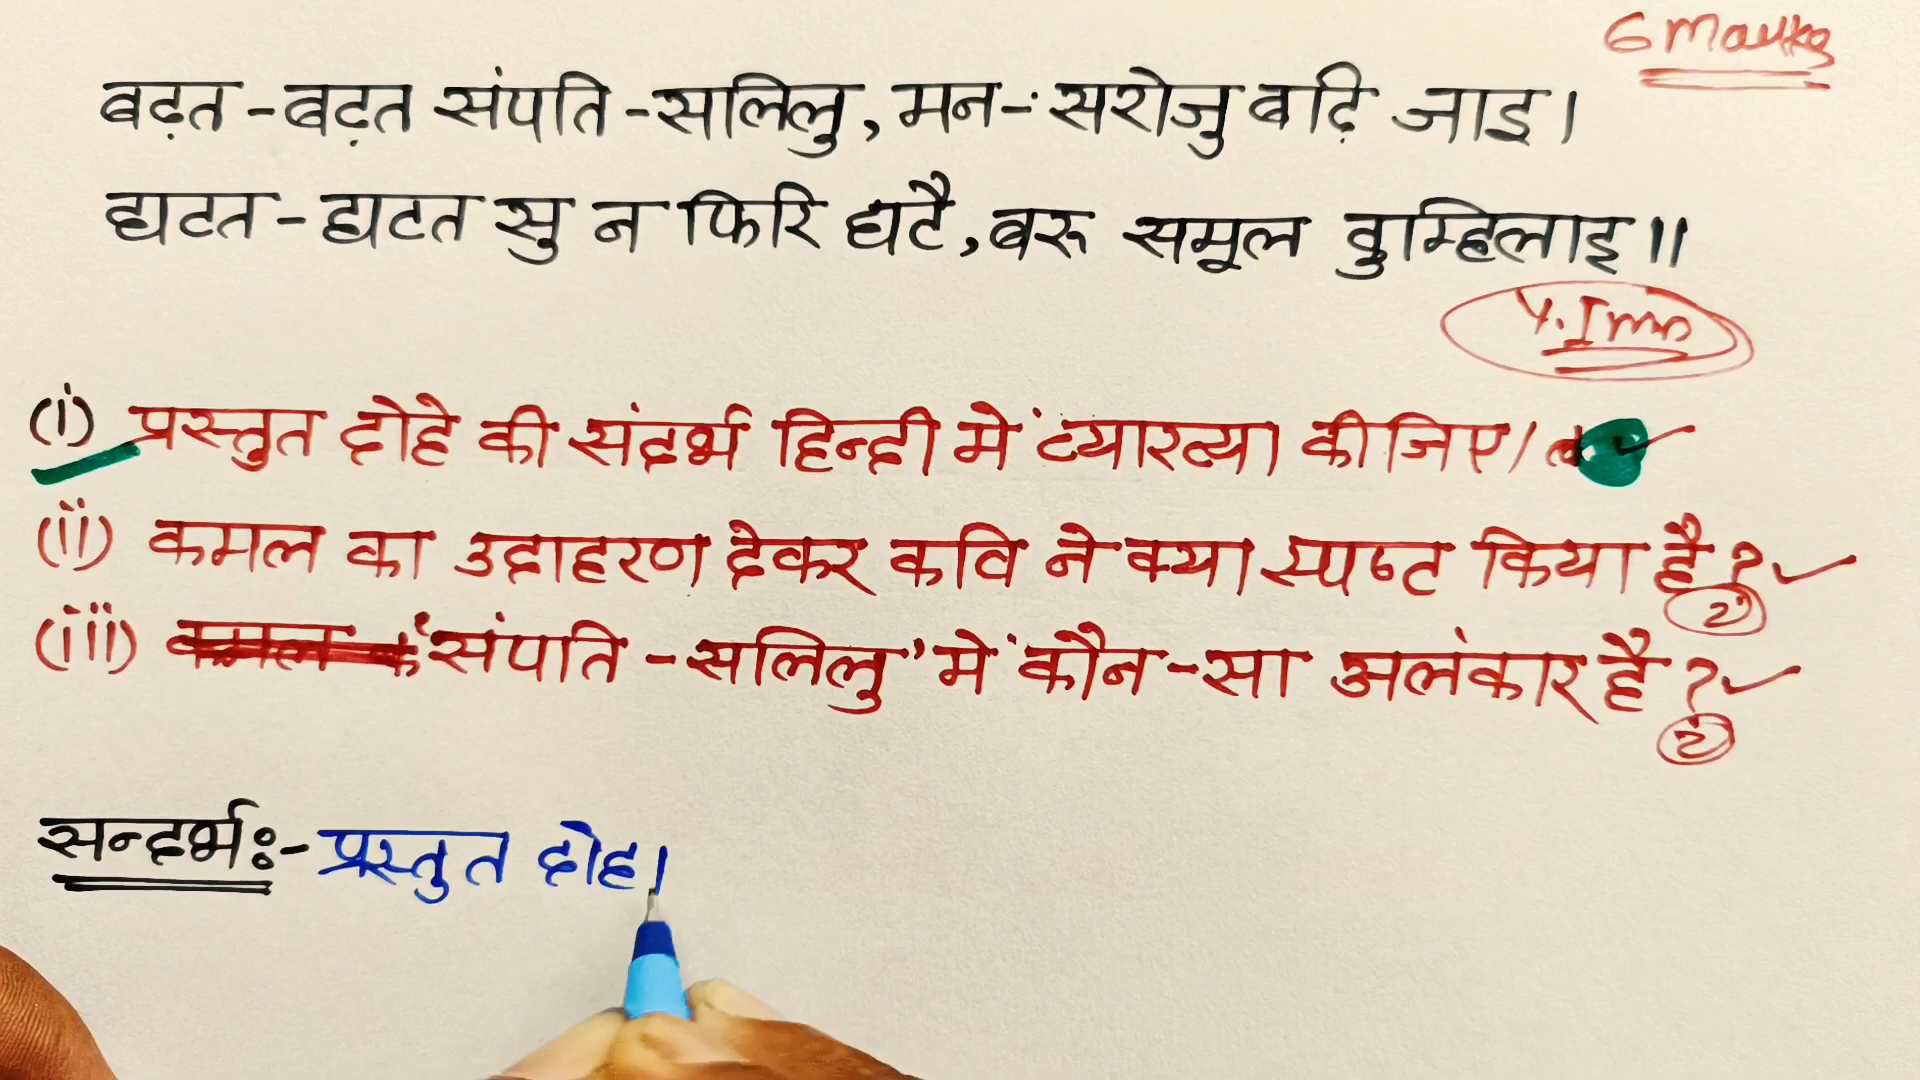 6 Marks
बढ़त-बढ़त संपति-सलिलु, मन-सरोजु बढ़ि जाइ।
घटत-घटत सु न फिरि घटै, बरु समूल कुम्हिलाइ॥
V. Imp
(i) प्रस्तुत दोहे की संदर्भ हिन्दी में व्याख्या कीजिए।
(ii) कमल का उदाहरण देकर कवि ने क्या स्पष्ट किया है? 2
(iii) 'संपति-सलिलु' में कौन-सा अलंकार है? 2
सन्दर्भः- प्रस्तुत दोहा